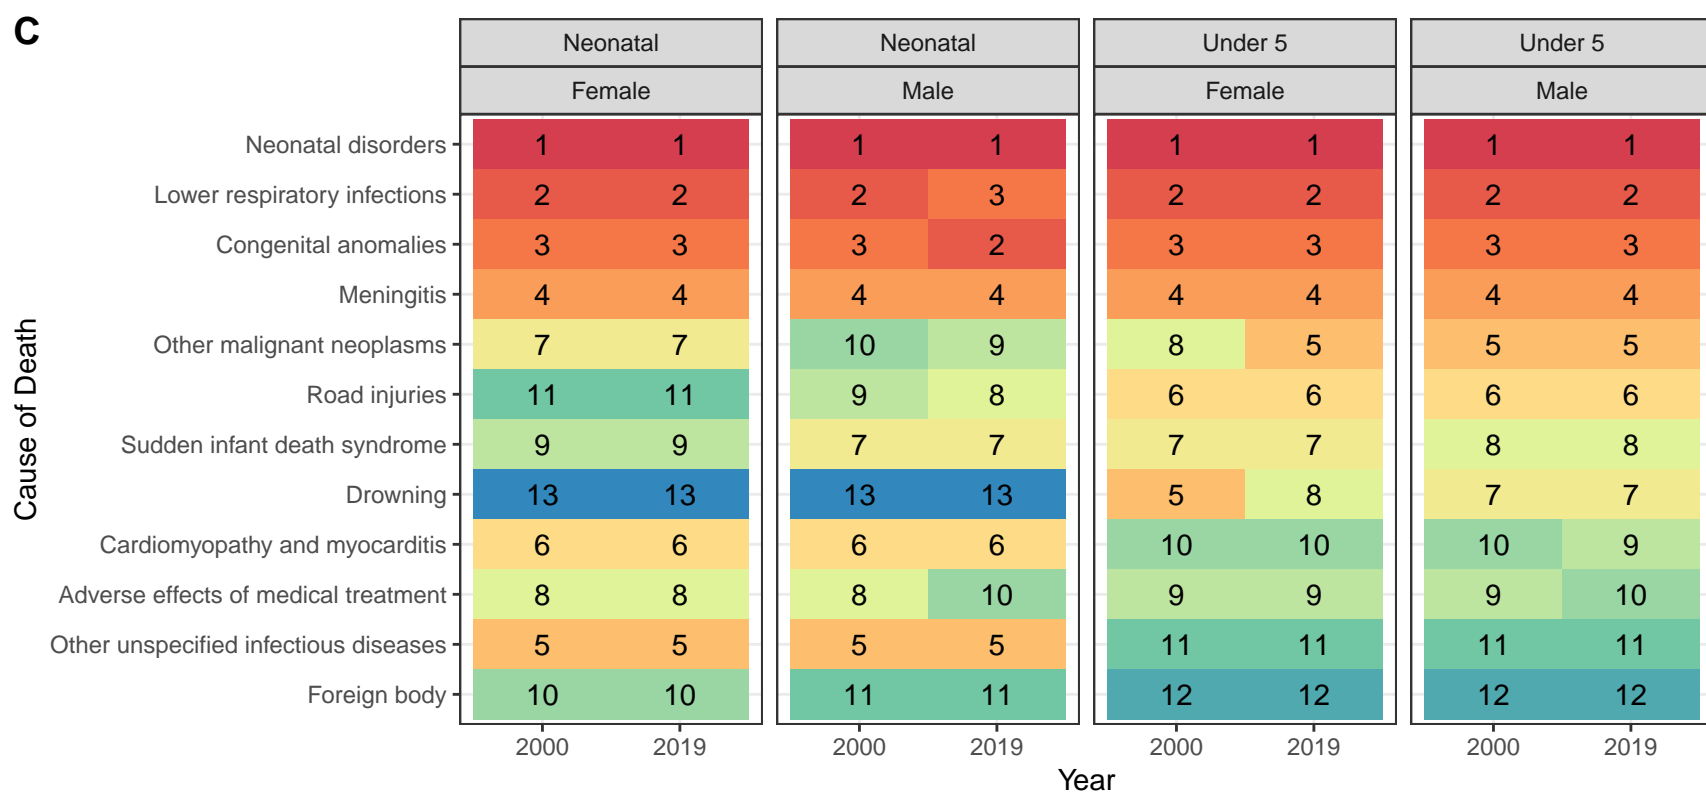 C
Neonatal Neonatal Under 5 Under 5
Female Male Female Male
Cause of Death
Neonatal disorders 1 1 1 1 1 1 1 1
Lower respiratory infections 2 2 2 3 2 2 2 2
Congenital anomalies 3 3 3 2 3 3 3 3
Meningitis 4 4 4 4 4 4 4 4
Other malignant neoplasms 7 7 10 9 8 5 5 5
Road injuries 11 11 9 8 6 6 6 6
Sudden infant death syndrome 9 9 7 7 7 7 8 8
Drowning 13 13 13 13 5 8 7 7
Cardiomyopathy and myocarditis 6 6 6 6 10 10 10 9
Adverse effects of medical treatment 8 8 8 10 9 9 9 10
Other unspecified infectious diseases 5 5 5 5 11 11 11 11
Foreign body 10 10 11 11 12 12 12 12
2000 2019 2000 2019 2000 2019 2000 2019
Year